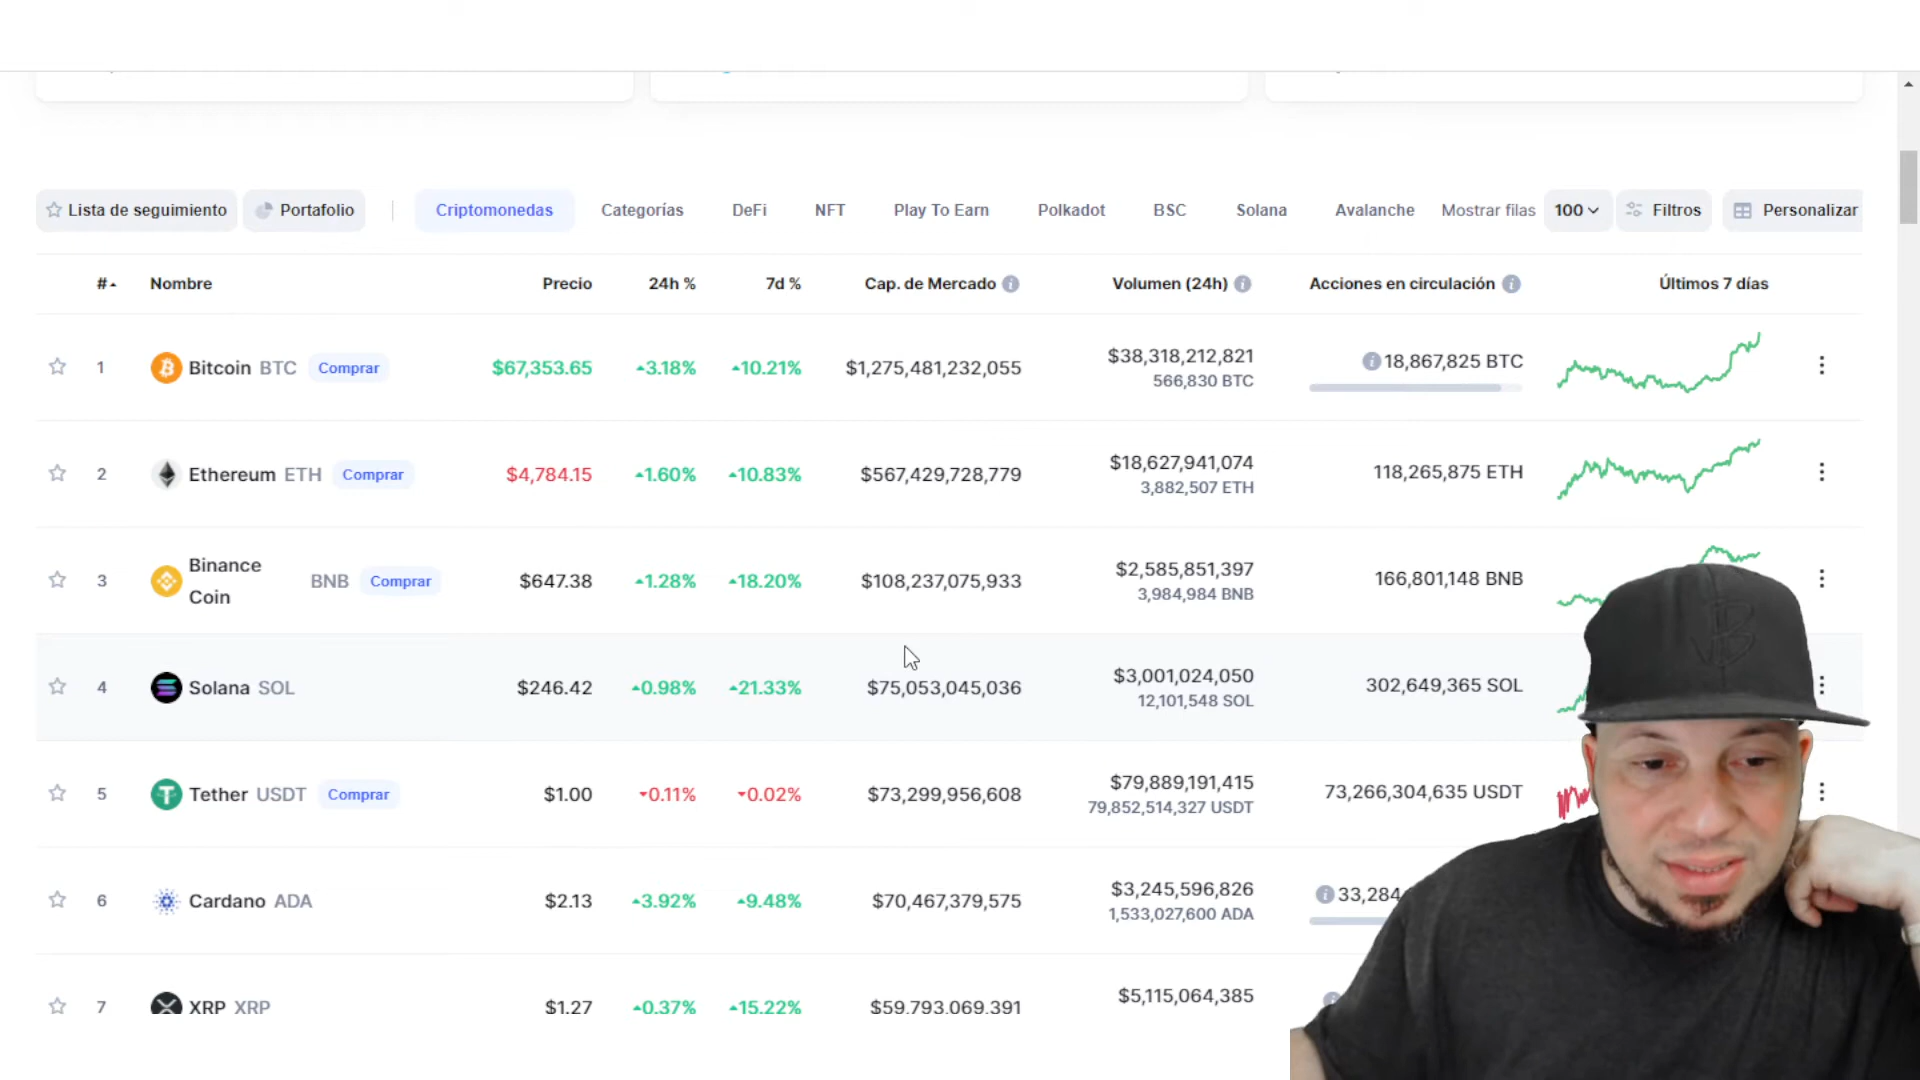 Lista de seguimiento Portafolio Criptomonedas Categorías DeFi NFT Play To Earn Polkadot BSC Solana Avalanche Mostrar filas 100 Filtros Personalizar
# Nombre Precio 24h % 7d % Cap. de Mercado Volumen (24h) Acciones en circulación Últimos 7 días
1 Bitcoin BTC Comprar $67,353.65 3.18% 10.21% $1,275,481,232,055 $38,318,212,821 18,867,825 BTC
566,830 BTC
2 Ethereum ETH Comprar $4,784.15 1.60% 10.83% $567,429,728,779 $18,627,941,074 118,265,875 ETH
3,882,507 ETH
3 Binance Coin BNB Comprar $647.38 1.28% 18.20% $108,237,075,933 $2,585,851,397 166,801,148 BNB
3,984,984 BNB
4 Solana SOL $246.42 0.98% 21.33% $75,053,045,036 $3,001,024,050 302,649,365 SOL
12,101,548 SOL
5 Tether USDT Comprar $1.00 0.11% 0.02% $73,299,956,608 $79,889,191,415 73,266,304,635 USDT
79,852,514,327 USDT
6 Cardano ADA $2.13 3.92% 9.48% $70,467,379,575 $3,245,596,826 33,284
1,533,027,600 ADA
7 XRP XRP $1.27 0.37% 15.22% $59,793,069,391 $5,115,064,385